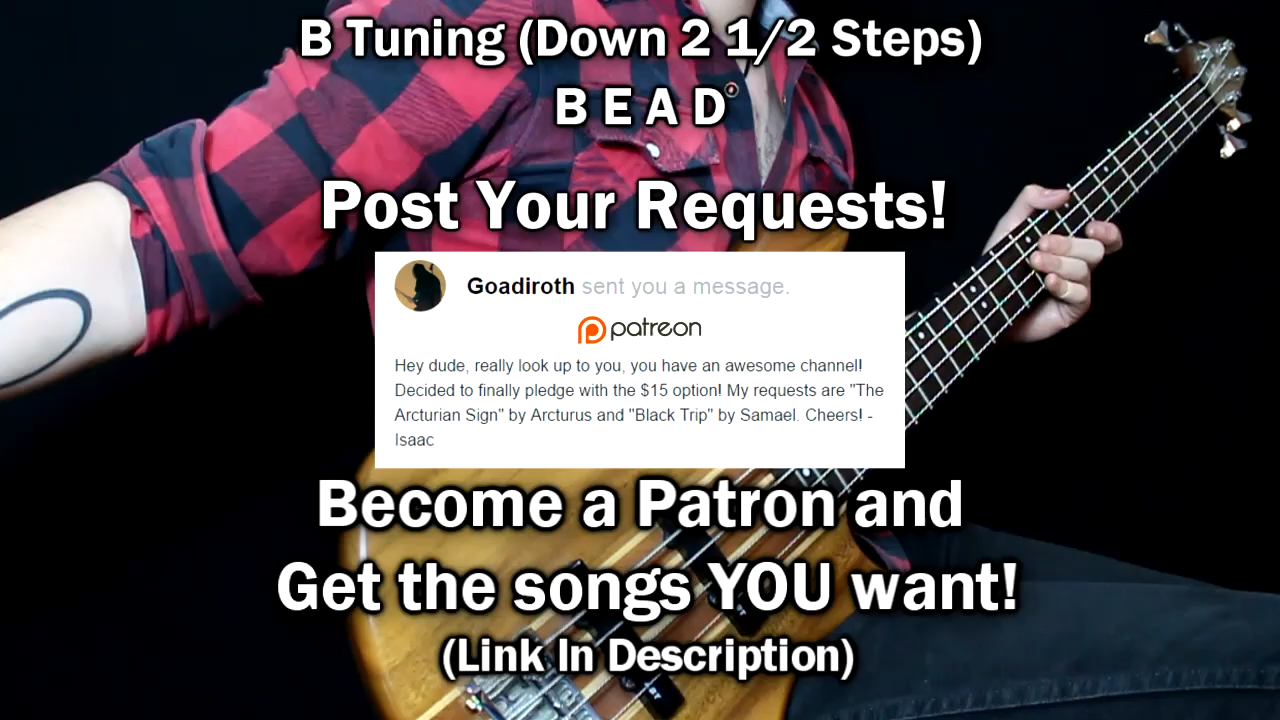 B Tuning (Down 2 1/2 Steps)
B E A D
Post Your Requests!
Goadiroth sent you a message.
patreon
Hey dude, really look up to you, you have an awesome channel!
Decided to finally pledge with the $15 option! My requests are "The
Arcturian Sign" by Arcturus and "Black Trip" by Samael. Cheers! -
Isaac
Become a Patron and
Get the songs YOU want!
(Link In Description)